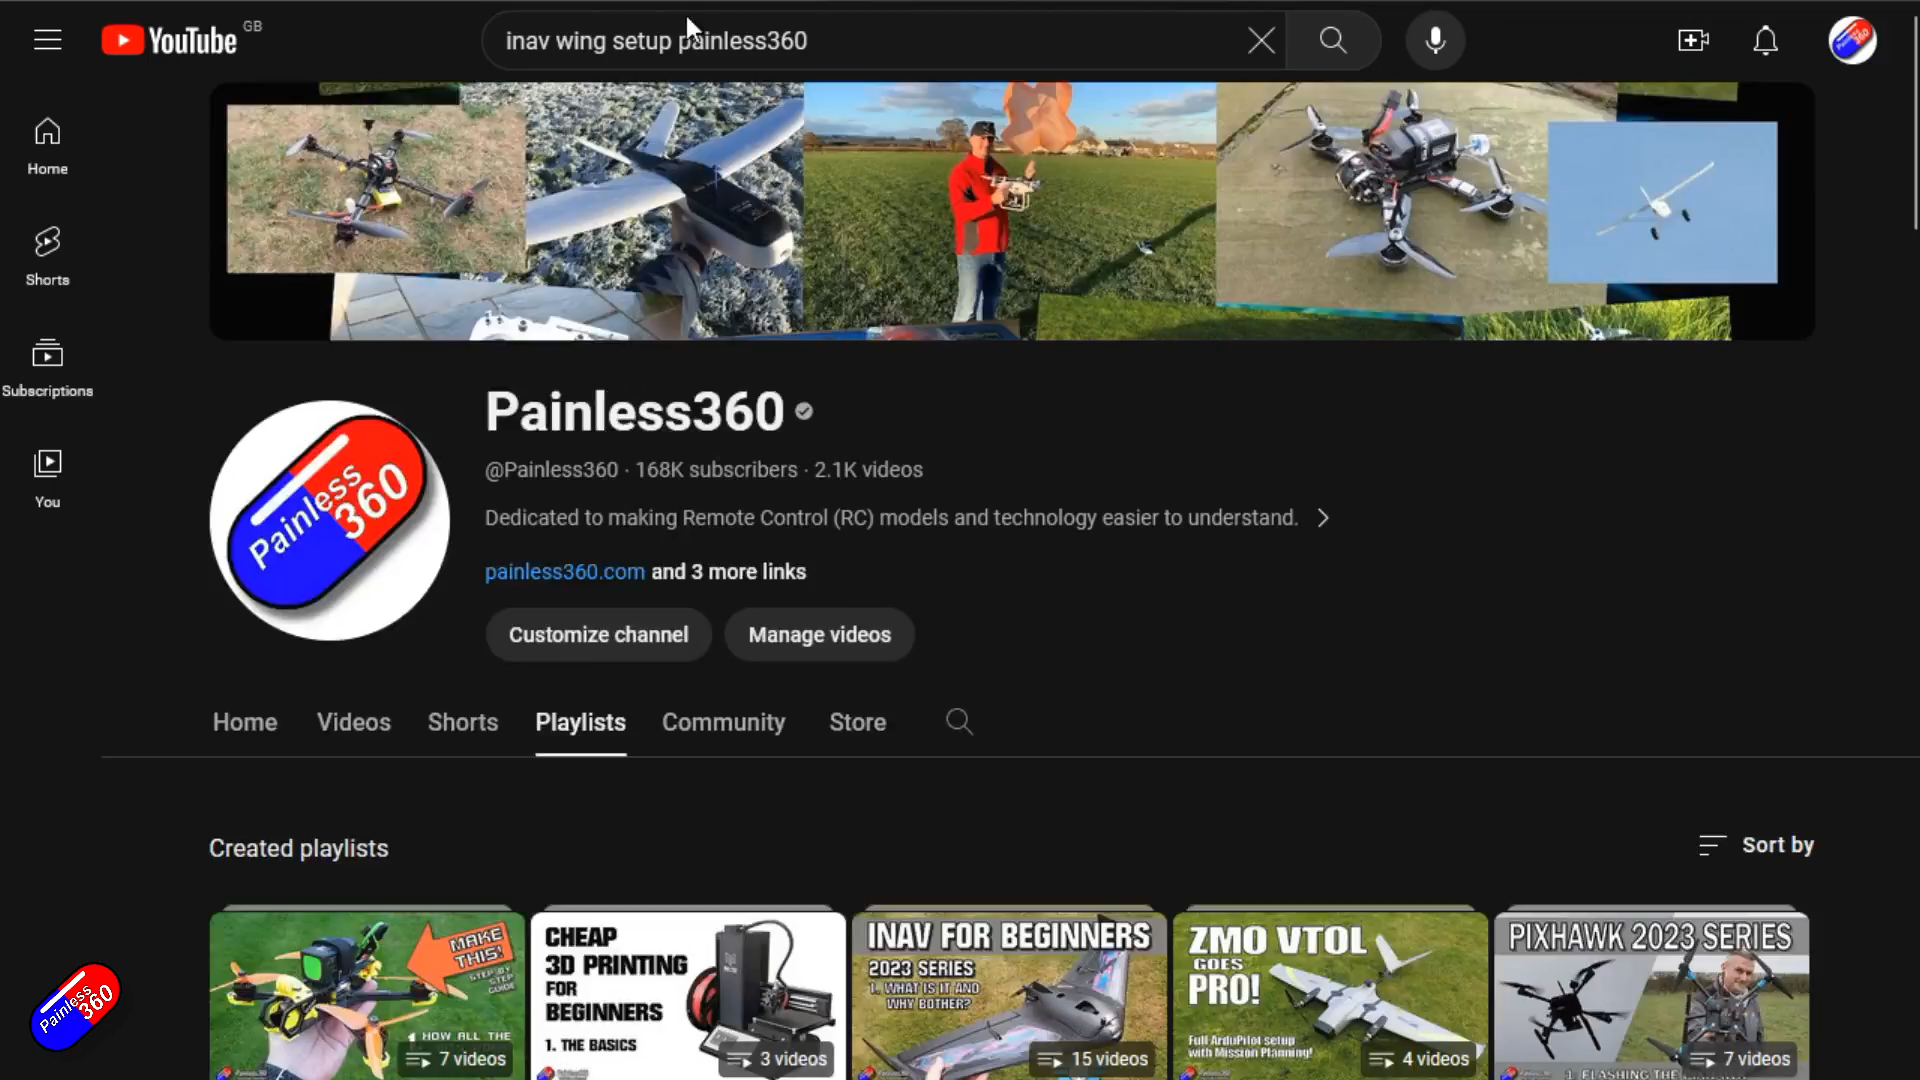 YouTube GB
inav wing setup painless360
Home
Shorts
Subscriptions
You
Painless360
Painless360
@Painless360 · 168K subscribers · 2.1K videos
Dedicated to making Remote Control (RC) models and technology easier to understand.
painless360.com and 3 more links
Customize channel
Manage videos
Home
Videos
Shorts
Playlists
Community
Store
Created playlists
Sort by
MAKE
THIS!
STEP BY
STEP
GUIDE
1. HOW ALL THE
7 videos
CHEAP
3D PRINTING
FOR
BEGINNERS
1. THE BASICS
3 videos
INAV FOR BEGINNERS
2023 SERIES
1. WHAT IS IT AND
WHY BOTHER?
15 videos
ZMO VTOL
GOES
PRO!
Full ArduPilot setup
with Mission Planning!
4 videos
PIXHAWK 2023 SERIES
1. FLASHING THE
7 videos
Painless
360